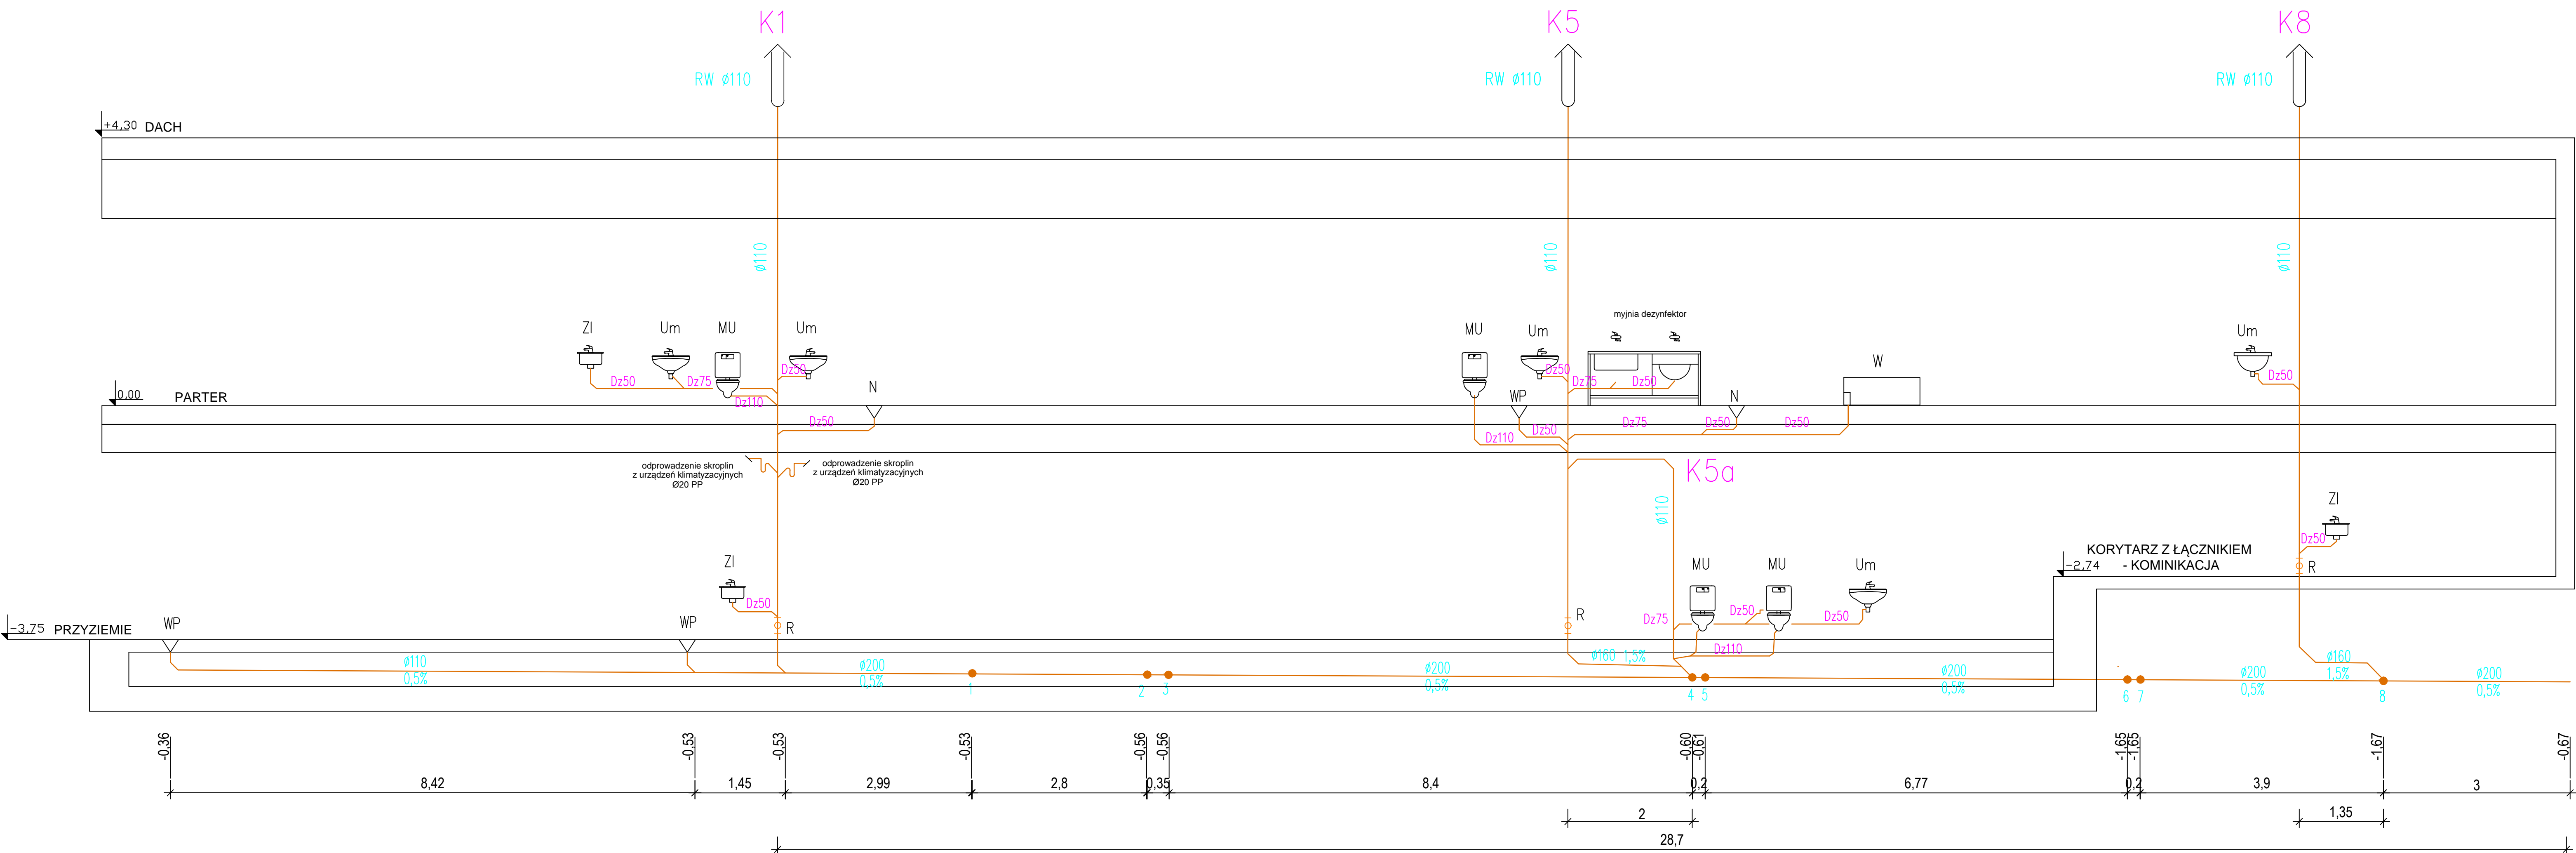 K1
K5
K8
RW ø110
RW ø110
RW ø110
+4,30 DACH
ø110
ø110
ø110
myjnia dezynfektor
Zl
Um
MU
Um
MU
Um
Um
W
Dz50
Dz50
Dz75
Dz50
Dz75
Dz50
Dz50
N
WP
N
0,00 PARTER
Dz110
Dz50
Dz110
Dz50
Dz75
Dz50
Dz50
odprowadzenie skroplin
z urządzeń klimatyzacyjnych
Ø20 PP
odprowadzenie skroplin
z urządzeń klimatyzacyjnych
Ø20 PP
K5a
ø110
Zl
Dz50
R
KORYTARZ Z ŁĄCZNIKIEM
- KOMINIKACJA
-2,74
Zl
MU
MU
Um
Dz50
R
R
Dz75
Dz50
Dz50
-3,75 PRZYZIEMIE
WP
WP
Dz110
ø110
0,5%
ø200
0,5%
ø200
0,5%
ø160 1,5%
ø200
0,5%
ø200
0,5%
ø160
1,5%
ø200
0,5%
1
2
3
4
5
6
7
8
-0,36
-0,53
-0,53
-0,53
-0,56
-0,56
-0,60
-0,61
-1,65
-1,65
-1,67
-0,67
8,42
1,45
2,99
2,8
0,35
8,4
0,2
6,77
0,2
3,9
3
2
1,35
28,7